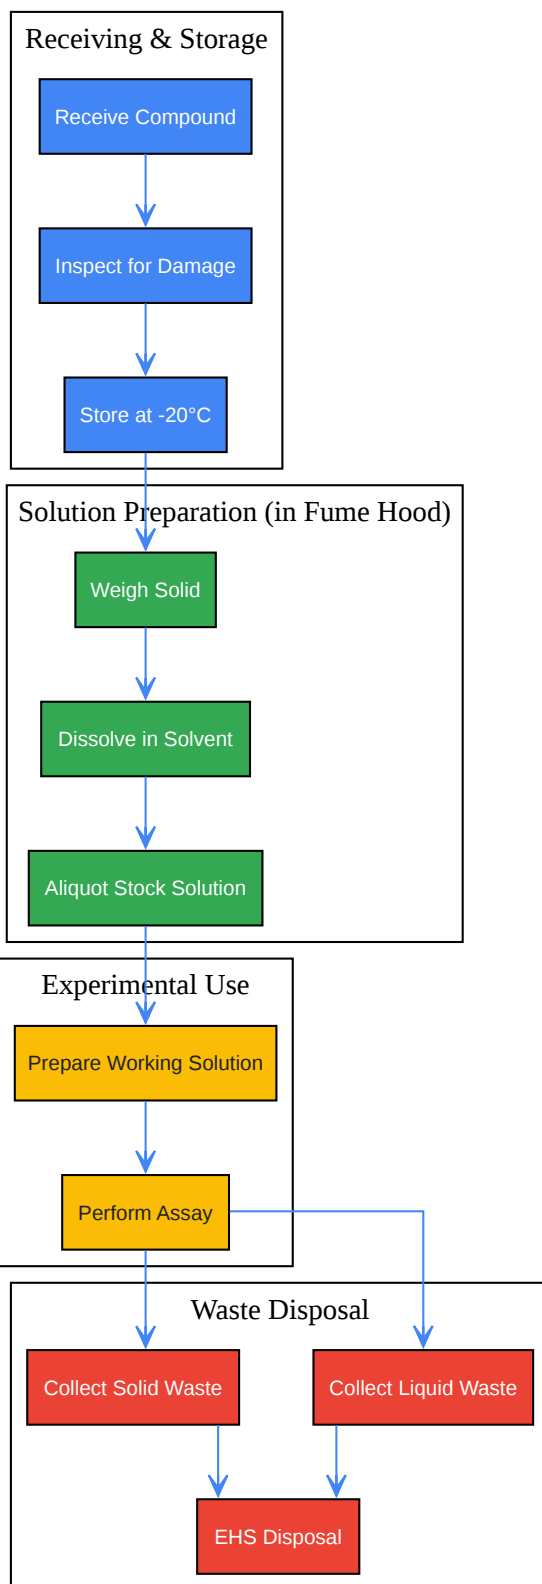 Receiving & Storage
Receive Compound
Inspect for Damage
Store at -20°C
Solution Preparation (in Fume Hood)
Weigh Solid
Dissolve in Solvent
Aliquot Stock Solution
Experimental Use
Prepare Working Solution
Perform Assay
Waste Disposal
Collect Solid Waste
Collect Liquid Waste
EHS Disposal